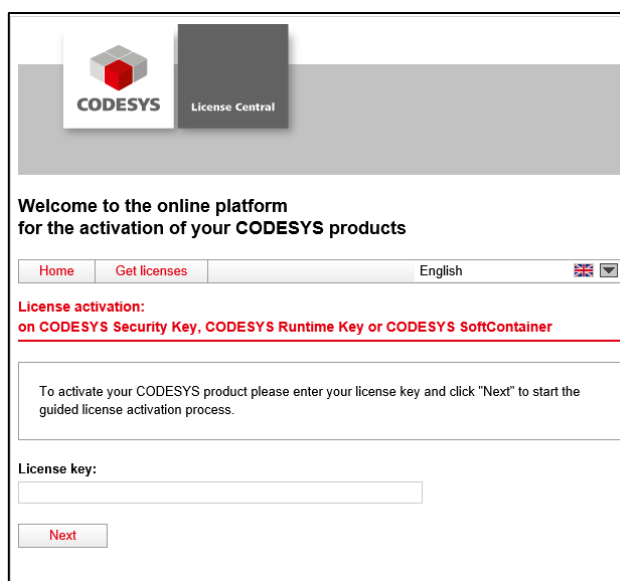 CODESYS
License Central
Welcome to the online platform
for the activation of your CODESYS products
Home Get licenses English
License activation:
on CODESYS Security Key, CODESYS Runtime Key or CODESYS SoftContainer
To activate your CODESYS product please enter your license key and click "Next" to start the
guided license activation process.
License key:
Next